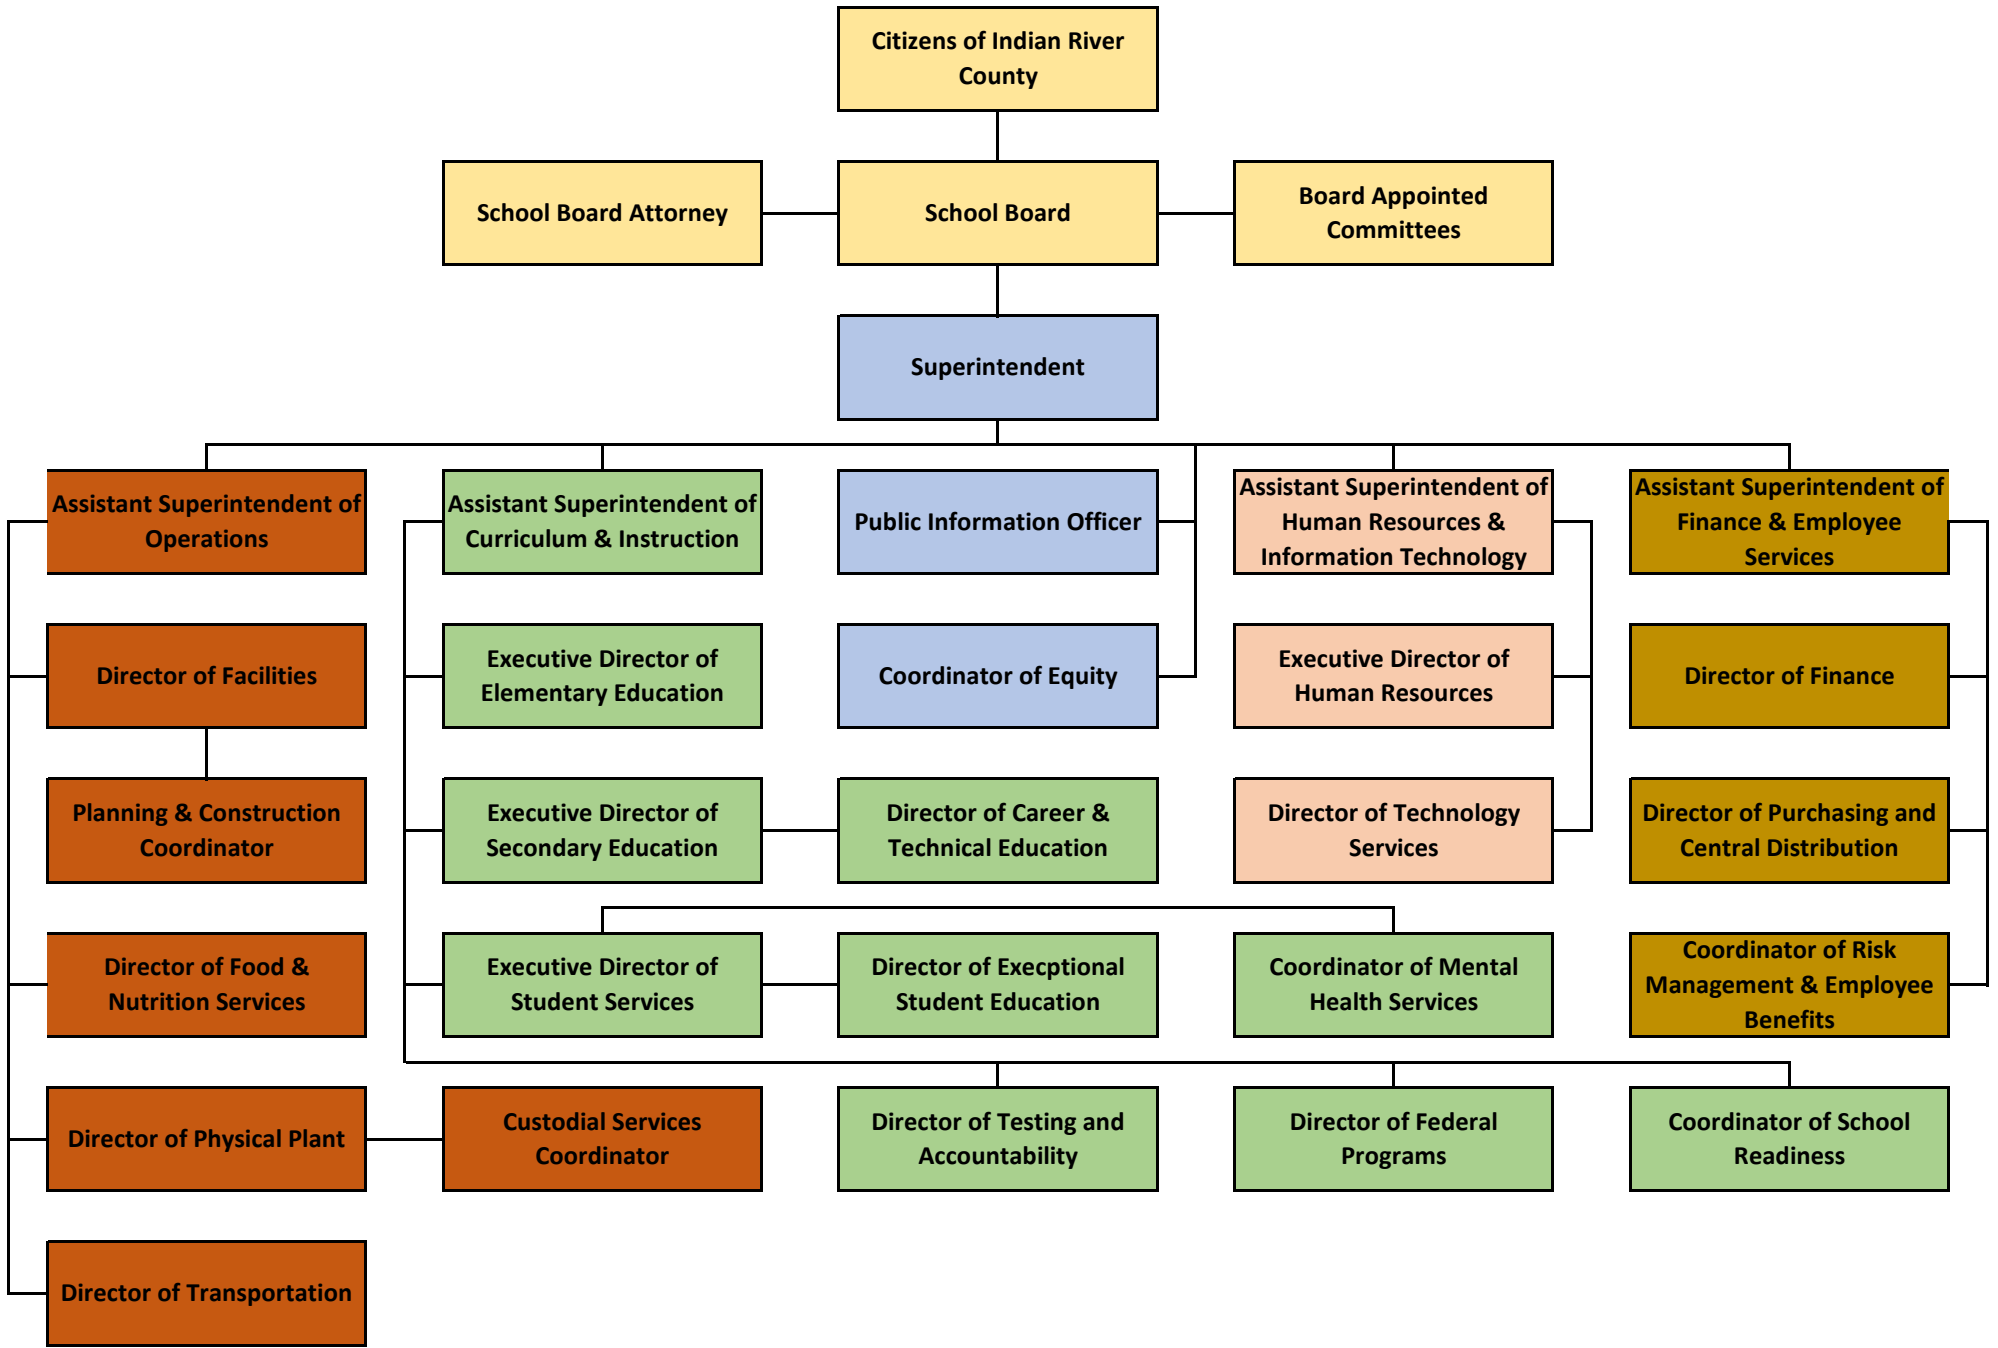 Citizens of Indian River
County
School Board Attorney
School Board
Board Appointed
Committees
Superintendent
Assistant Superintendent of
Operations
Assistant Superintendent of
Curriculum & Instruction
Public Information Officer
Assistant Superintendent of
Human Resources &
Information Technology
Assistant Superintendent of
Finance & Employee
Services
Director of Facilities
Executive Director of
Elementary Education
Coordinator of Equity
Executive Director of
Human Resources
Director of Finance
Planning & Construction
Coordinator
Executive Director of
Secondary Education
Director of Career &
Technical Education
Director of Technology
Services
Director of Purchasing and
Central Distribution
Director of Food &
Nutrition Services
Executive Director of
Student Services
Director of Execptional
Student Education
Coordinator of Mental
Health Services
Coordinator of Risk
Management & Employee
Benefits
Director of Physical Plant
Custodial Services
Coordinator
Director of Testing and
Accountability
Director of Federal
Programs
Coordinator of School
Readiness
Director of Transportation